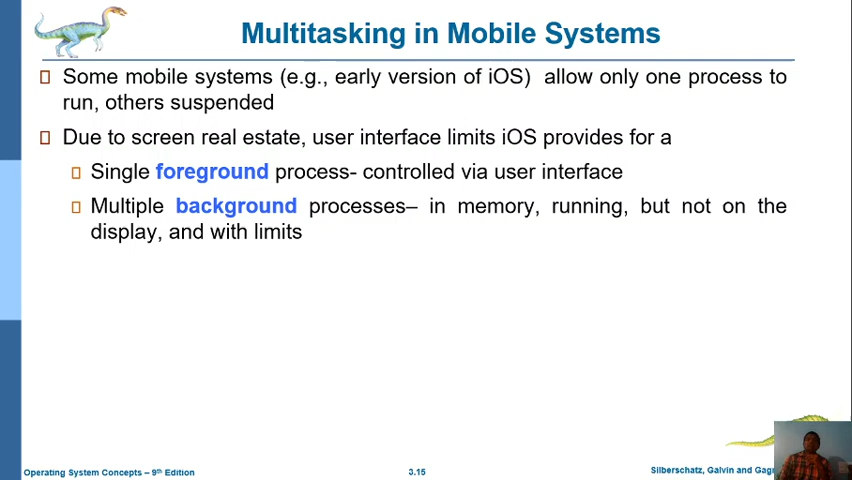 Multitasking in Mobile Systems
Some mobile systems (e.g., early version of iOS) allow only one process to
run, others suspended
Due to screen real estate, user interface limits iOS provides for a
Single foreground process- controlled via user interface
Multiple background processes– in memory, running, but not on the
display, and with limits
Operating System Concepts – 9th Edition
3.15
Silberschatz, Galvin and